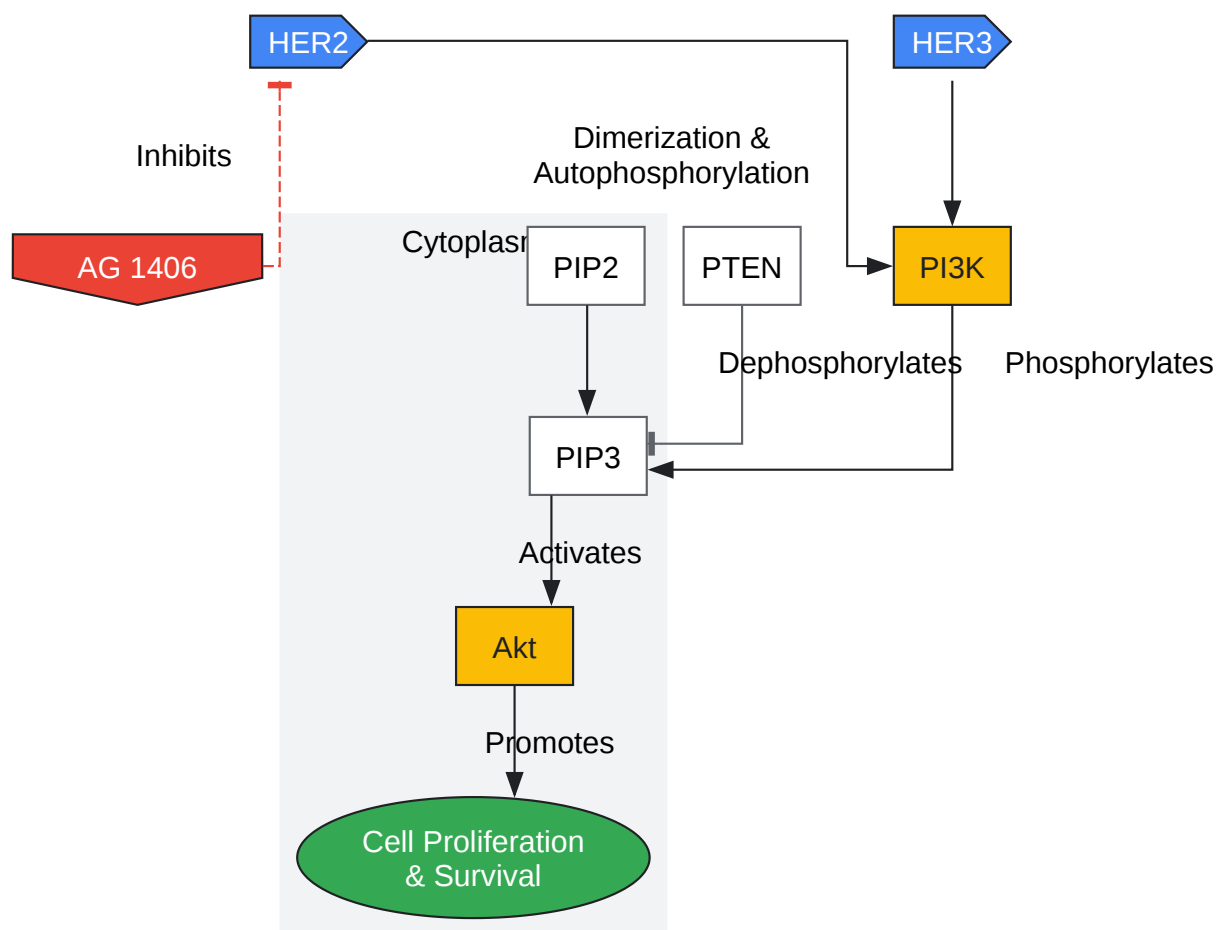 HER2
HER3
Dimerization &
Autophosphorylation
Inhibits
Cytoplasm
AG 1406
PIP2
PTEN
PI3K
Dephosphorylates
Phosphorylates
PIP3
Activates
Akt
Promotes
Cell Proliferation
& Survival